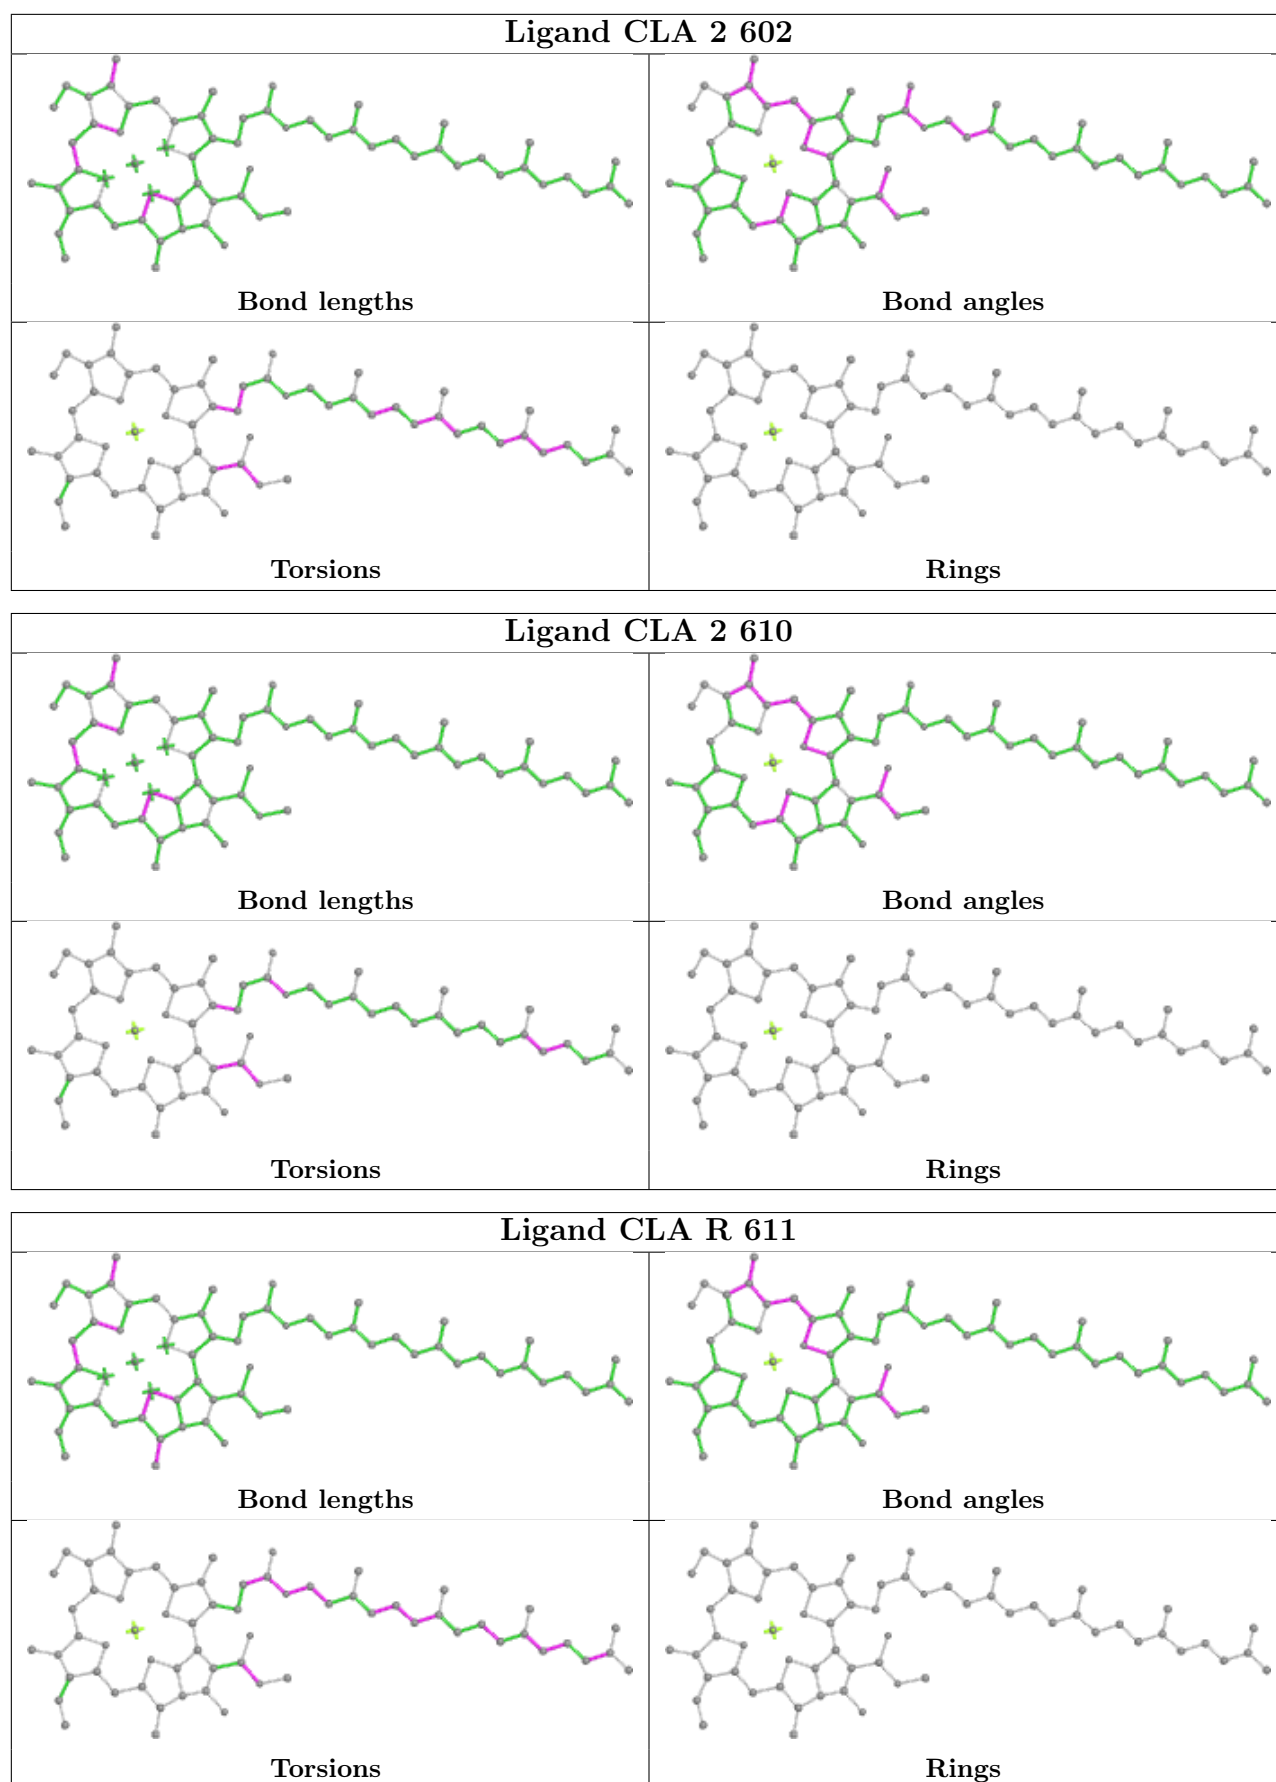 Ligand CLA 2 602
Bond lengths
Bond angles
Torsions
Rings
Ligand CLA 2 610
Bond lengths
Bond angles
Torsions
Rings
Ligand CLA R 611
Bond lengths
Bond angles
Torsions
Rings